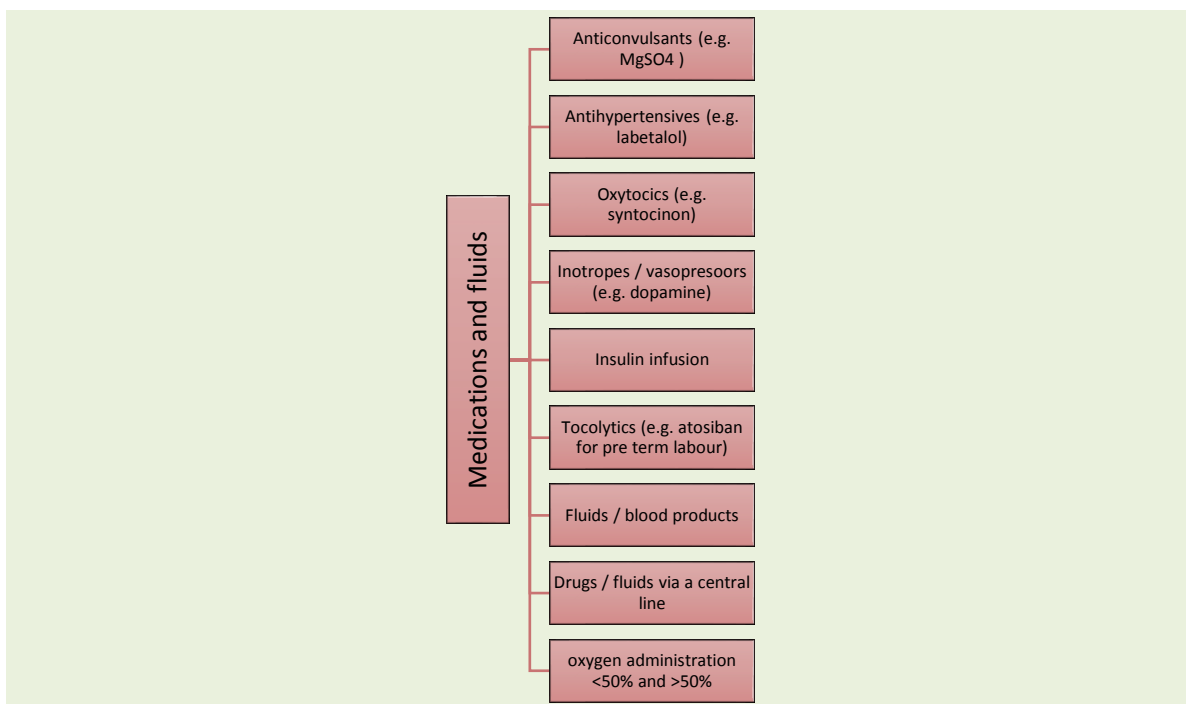 Medications and fluids
Anticonvulsants (e.g.
MgSO4 )
Antihypertensives (e.g.
labetalol)
Oxytocics (e.g.
syntocinon)
Inotropes / vasopresoors
(e.g. dopamine)
Insulin infusion
Tocolytics (e.g. atosiban
for pre term labour)
Fluids / blood products
Drugs / fluids via a central
line
oxygen administration
<50% and >50%